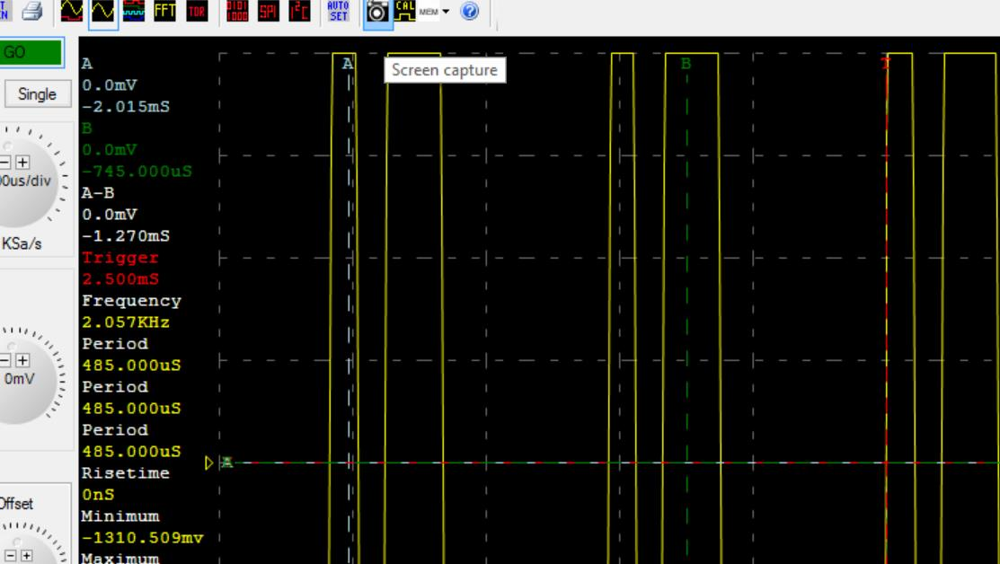 FFT
TDR
SPI
I²C
AUTO
SET
CAL
MEM
?
GO
Single
0us/div
KSa/s
0mV
Offset
Screen capture
A
0.0mV
-2.015mS
B
0.0mV
-745.000uS
A-B
0.0mV
-1.270mS
Trigger
2.500mS
Frequency
2.057KHz
Period
485.000uS
Period
485.000uS
Period
485.000uS
Risetime
0nS
Minimum
-1310.509mv
Maximum
A
B
T
A